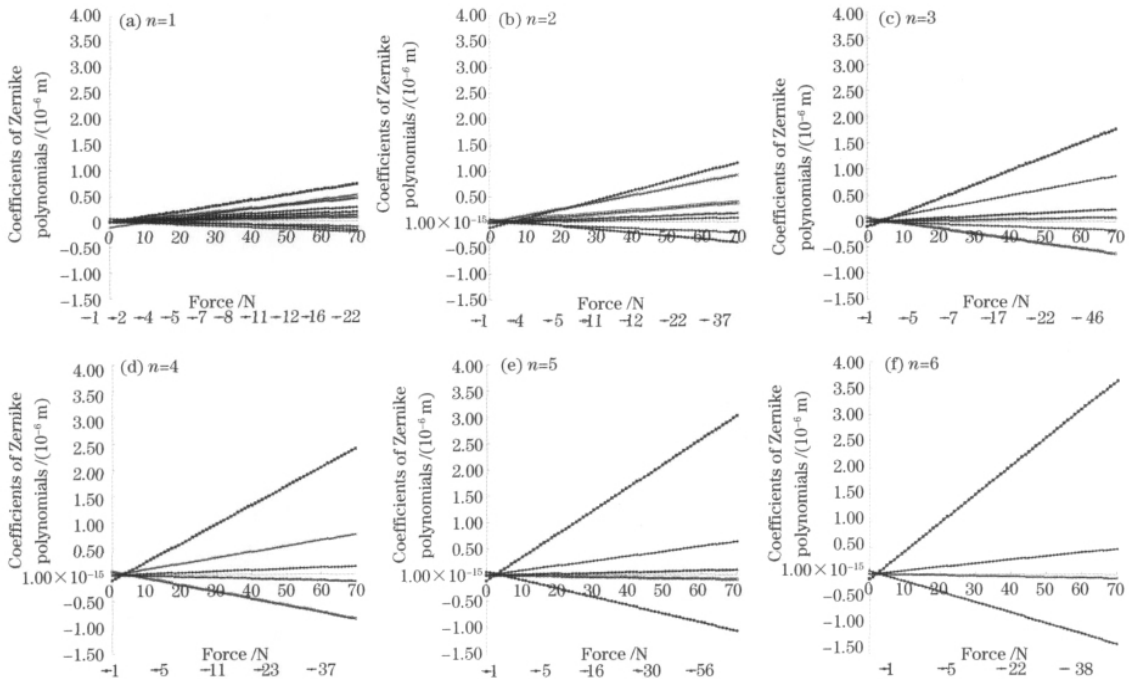 (a) n=1
4.00
3.50
3.00
2.50
2.00
1.50
1.00
0.50
0
−0.50
−1.00
−1.50
0 10 20 30 40 50 60 70
Coefficients of Zernike
polynomials /(10⁻⁶ m)
Force /N
1 2 4 5 7 8 11 12 16 22
(b) n=2
4.00
3.50
3.00
2.50
2.00
1.50
1.00
0.50
1.00×10⁻¹⁵
−0.50
−1.00
−1.50
0 10 20 30 40 50 60 70
Coefficients of Zernike
polynomials /(10⁻⁶ m)
Force /N
1 4 5 11 12 22 37
(c) n=3
4.00
3.50
3.00
2.50
2.00
1.50
1.00
0.50
0
−0.50
−1.00
−1.50
0 10 20 30 40 50 60 70
Coefficients of Zernike
polynomials /(10⁻⁶ m)
Force /N
1 5 7 17 22 46
(d) n=4
4.00
3.50
3.00
2.50
2.00
1.50
1.00
0.50
1.00×10⁻¹⁵
−0.50
−1.00
−1.50
0 10 20 30 40 50 60 70
Coefficients of Zernike
polynomials /(10⁻⁶ m)
Force /N
1 5 11 23 37
(e) n=5
4.00
3.50
3.00
2.50
2.00
1.50
1.00
0.50
1.00×10⁻¹⁵
−0.50
−1.00
−1.50
0 10 20 30 40 50 60 70
Coefficients of Zernike
polynomials /(10⁻⁶ m)
Force /N
1 5 16 30 56
(f) n=6
4.00
3.50
3.00
2.50
2.00
1.50
1.00
0.50
1.00×10⁻¹⁵
−0.50
−1.00
−1.50
0 10 20 30 40 50 60 70
Coefficients of Zernike
polynomials /(10⁻⁶ m)
Force /N
1 5 22 38